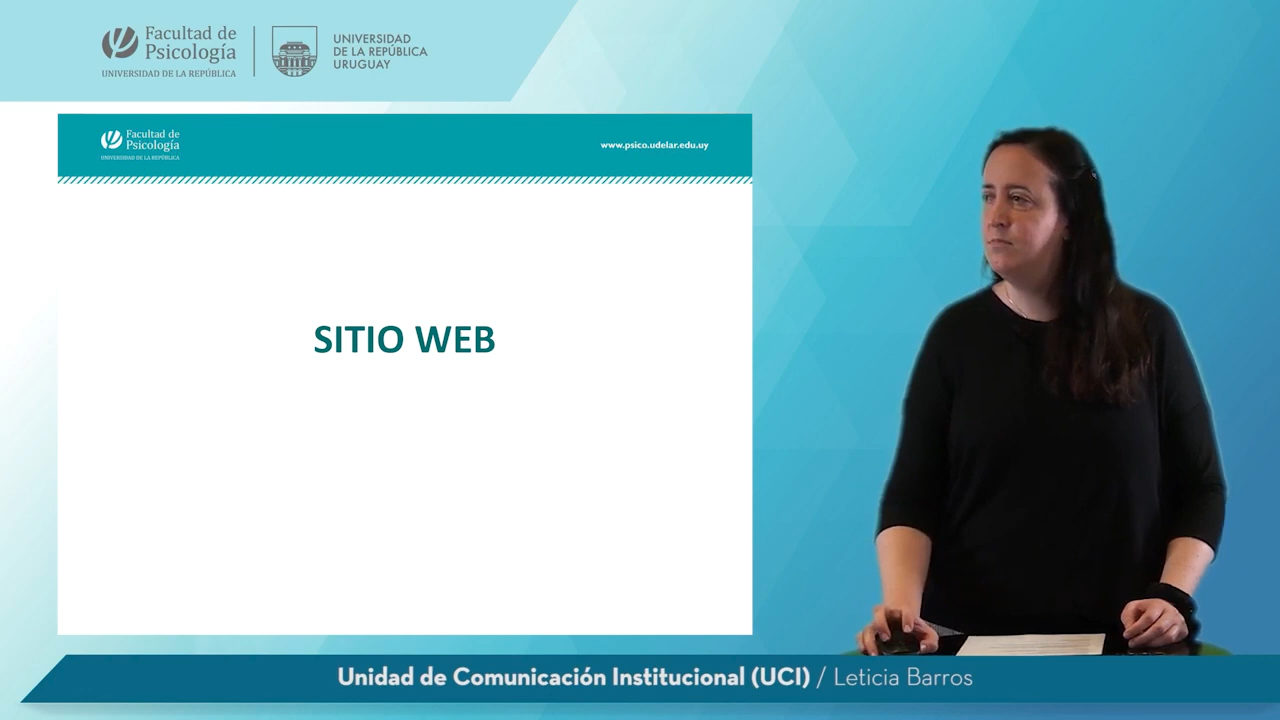 Facultad de
Psicología
UNIVERSIDAD DE LA REPÚBLICA
UNIVERSIDAD
DE LA REPÚBLICA
URUGUAY
Facultad de
Psicología
UNIVERSIDAD DE LA REPÚBLICA
www.psico.udelar.edu.uy
SITIO WEB
Unidad de Comunicación Institucional (UCI) / Leticia Barros